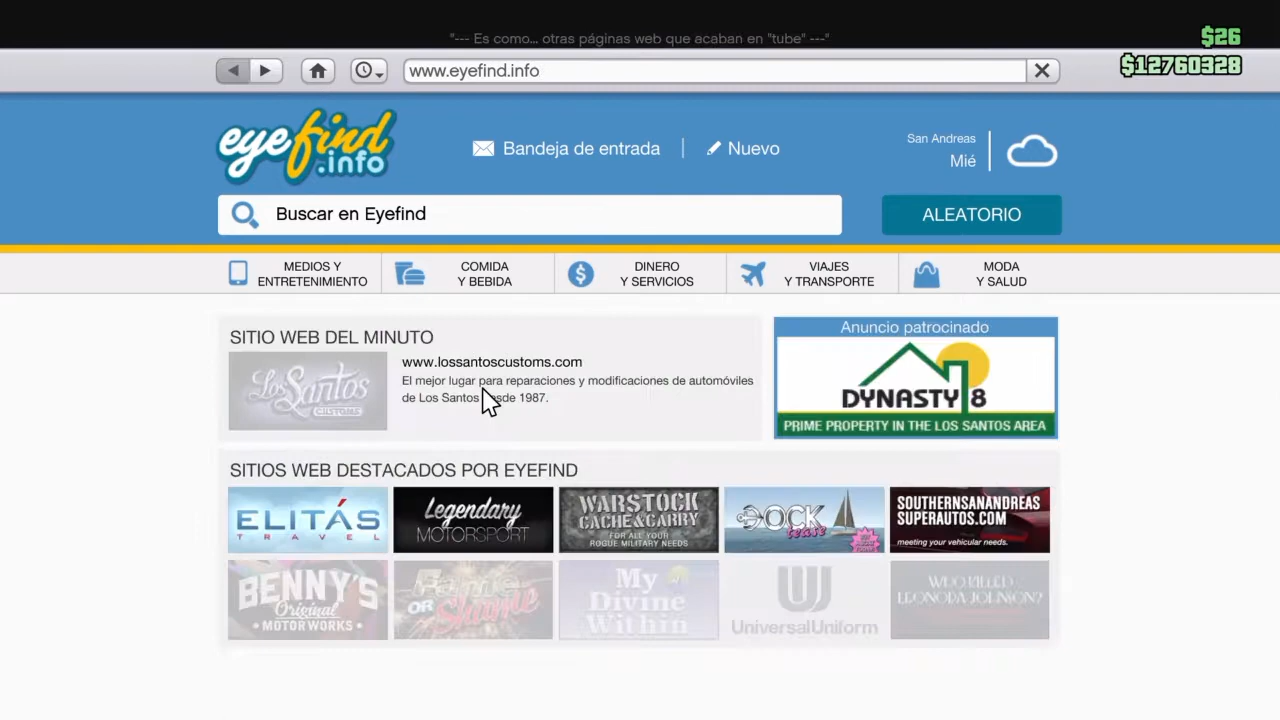 "--- Es como... otras páginas web que acaban en "tube" ---"
$26
$12760328
www.eyefind.info
eyefind
.info
Bandeja de entrada
Nuevo
San Andreas
Mié
Buscar en Eyefind
ALEATORIO
MEDIOS Y
ENTRETENIMIENTO
COMIDA
Y BEBIDA
DINERO
Y SERVICIOS
VIAJES
Y TRANSPORTE
MODA
Y SALUD
SITIO WEB DEL MINUTO
Los Santos
CUSTOMS
www.lossantoscustoms.com
El mejor lugar para reparaciones y modificaciones de automóviles
de Los Santos desde 1987.
Anuncio patrocinado
DYNASTY 8
PRIME PROPERTY IN THE LOS SANTOS AREA
SITIOS WEB DESTACADOS POR EYEFIND
ELITÁS
TRAVEL
Legendary
MOTORSPORT
WARSTOCK
CACHE & CARRY
FOR ALL YOUR
ROGUE MILITARY NEEDS
DOCK
tease
SOUTHERNSANANDREAS
SUPERAUTOS.COM
meeting your vehicular needs.
BENNY'S
Original
MOTOR WORKS
Fame
OR Shame
My
Divine
Within
UniversalUniform
WHO KILLED
LEONORA JOHNSON?